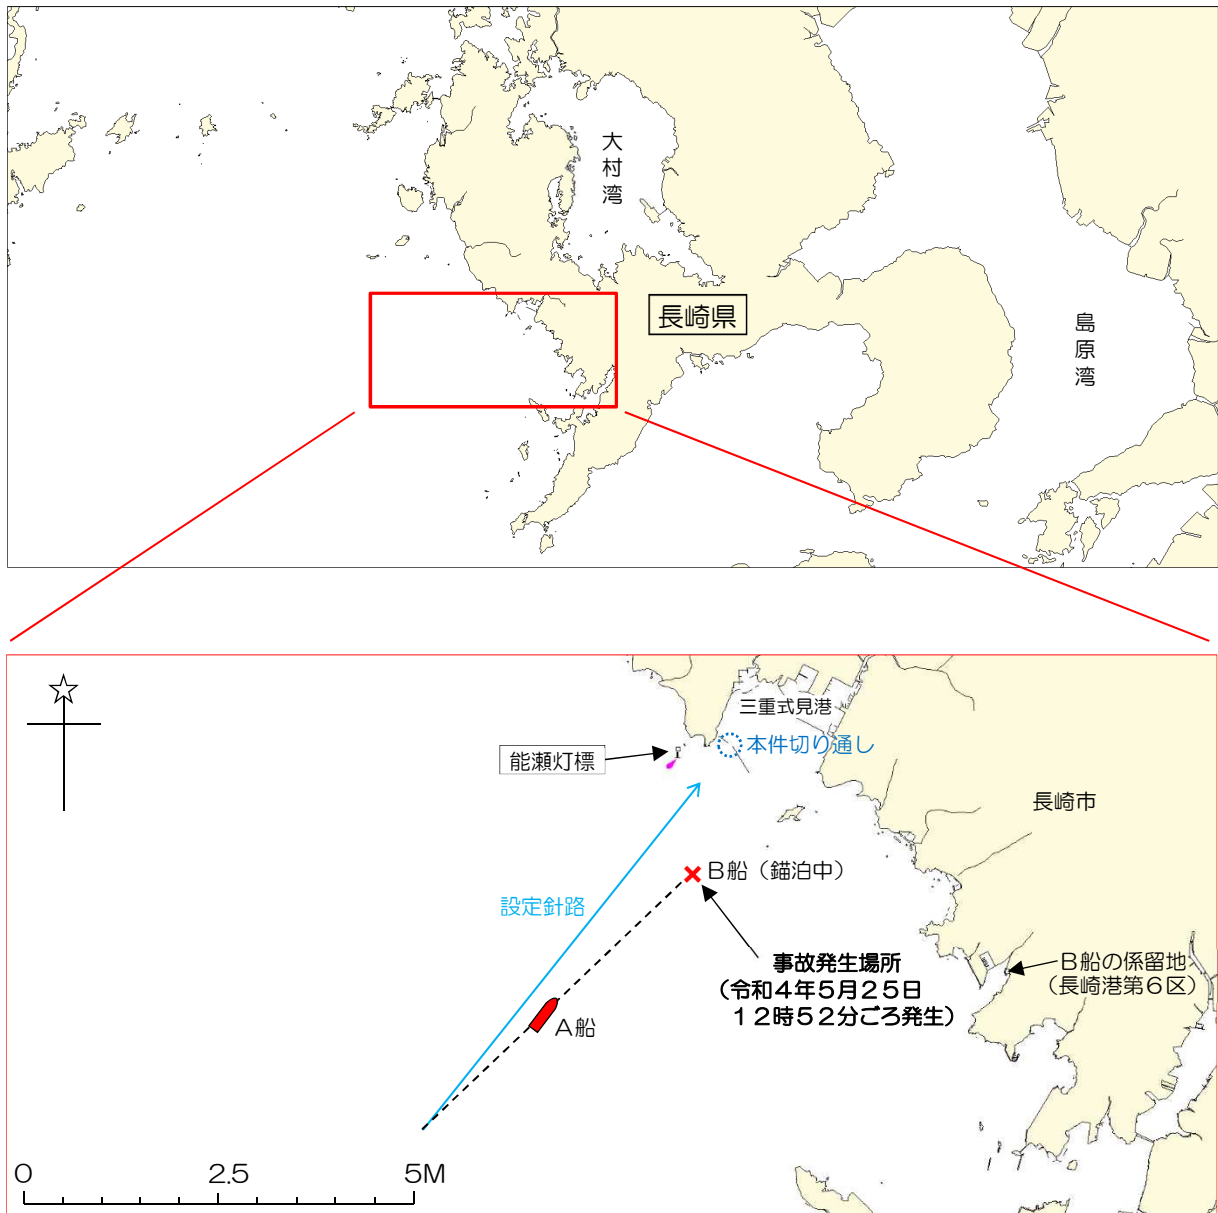 大村湾
長崎県
島原湾
三重式見港
能瀬灯標
本件切り通し
長崎市
B船（錨泊中）
設定針路
事故発生場所
（令和４年５月２５日
１２時５２分ごろ発生）
B船の係留地
（長崎港第６区）
A船
0 2.5 5M